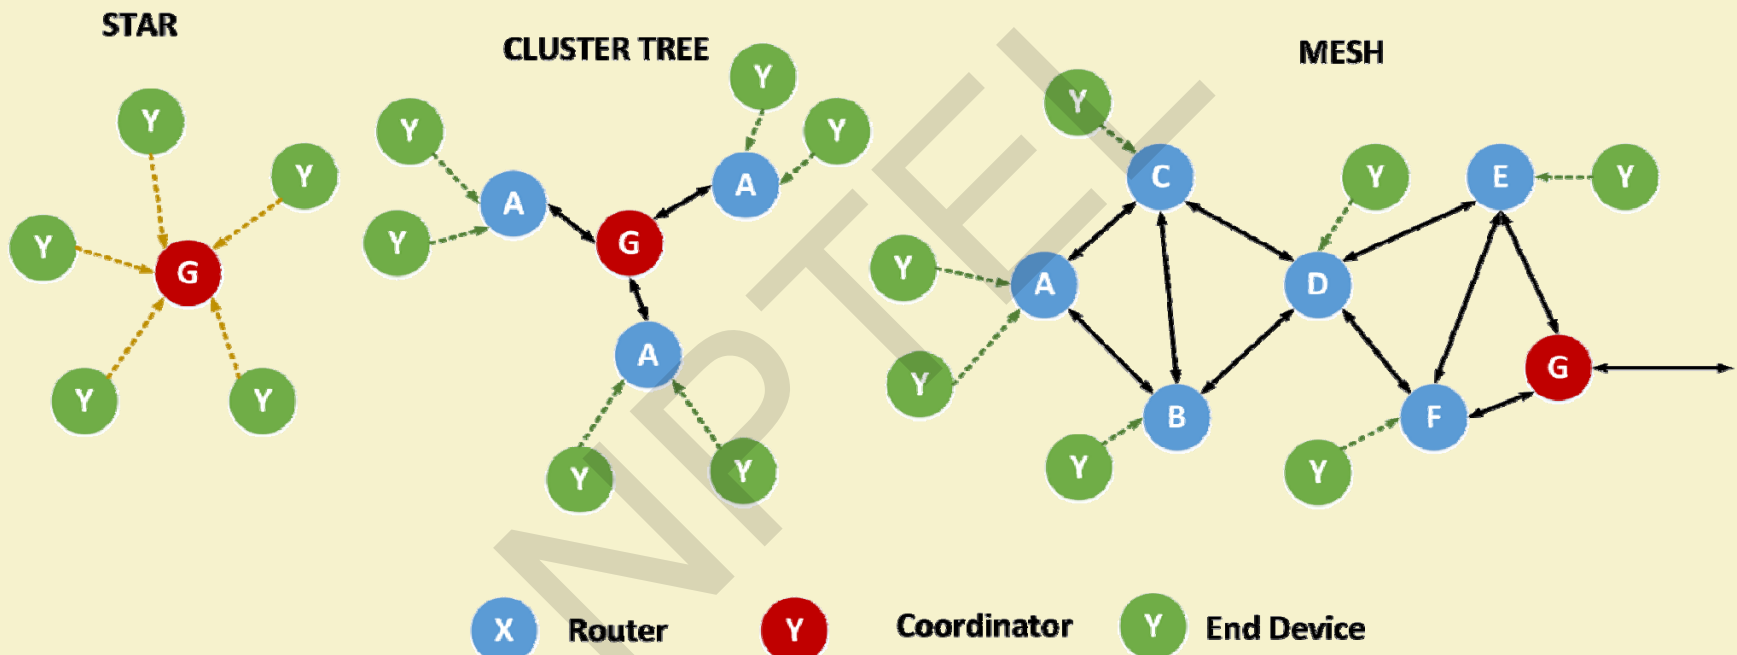 STAR
CLUSTER TREE
MESH
Y
Y
Y
G
Y
Y
Y
Y
Y
A
A
G
Y
A
Y
Y
Y
C
Y
E
Y
Y
A
D
Y
B
F
G
Y
Y
NPTEL
X Router
Y Coordinator
Y End Device